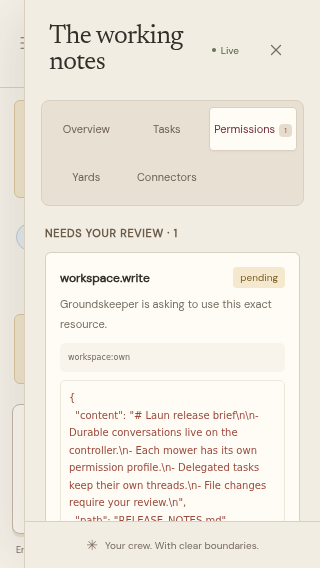 The working
notes
Live
Overview
Tasks
Permissions 1
Yards
Connectors
NEEDS YOUR REVIEW · 1
workspace.write
pending
Groundskeeper is asking to use this exact
resource.
workspace:own
{
"content": "# Laun release brief\n\n-
Durable conversations live on the
controller.\n- Each mower has its own
permission profile.\n- Delegated tasks
keep their own threads.\n- File changes
require your review.\n",
"path": "RELEASE_NOTES.md"
Your crew. With clear boundaries.